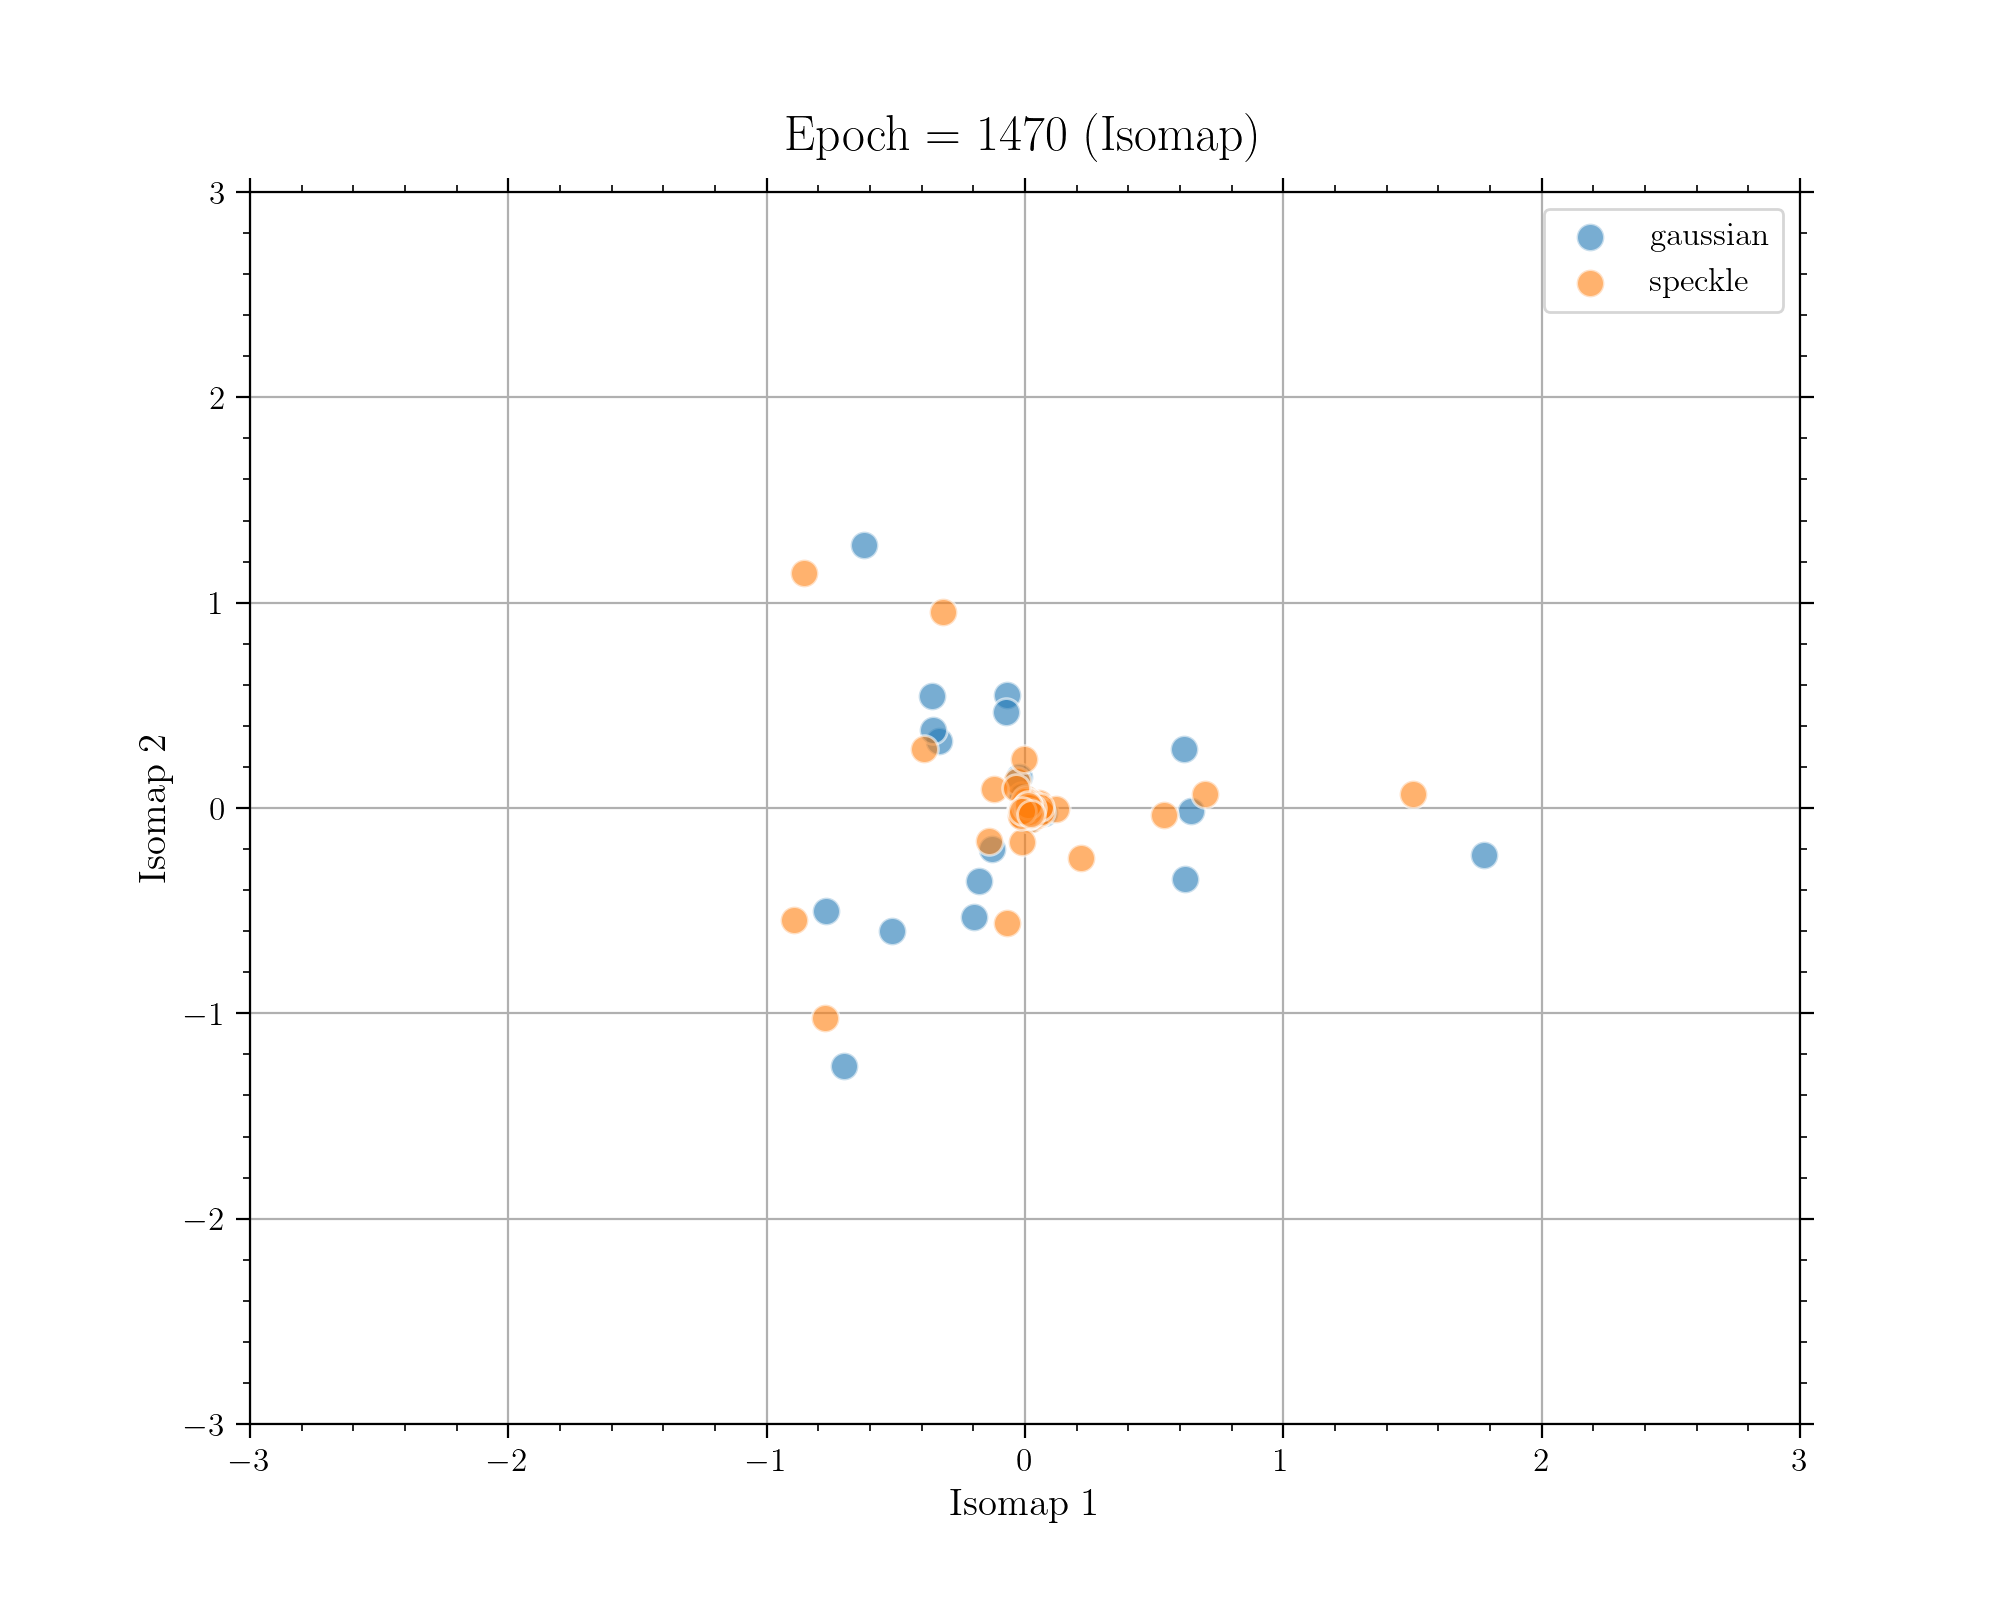 Epoch = 1470 (Isomap)
gaussian
speckle
3
2
1
0
−1
−2
−3
Isomap 2
−3
−2
−1
0
1
2
3
Isomap 1